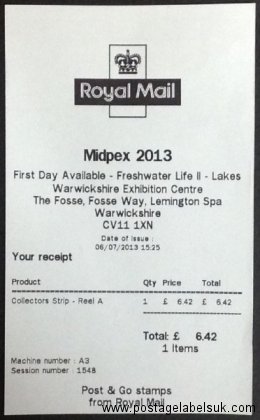 Royal Mail
Midpex 2013
First Day Available - Freshwater Life II - Lakes
Warwickshire Exhibition Centre
The Fosse, Fosse Way, Lemington Spa
Warwickshire
CV11 1XN
Date of issue :
06/07/2013 15:25
Your receipt
Product Qty Price Total
Collectors Strip - Reel A 1 £ 6.42 £ 6.42
Total: £ 6.42
1 Items
Machine number : A3
Session number : 1548
Post & Go stamps
from Royal Mail
www.postagelabelsuk.com